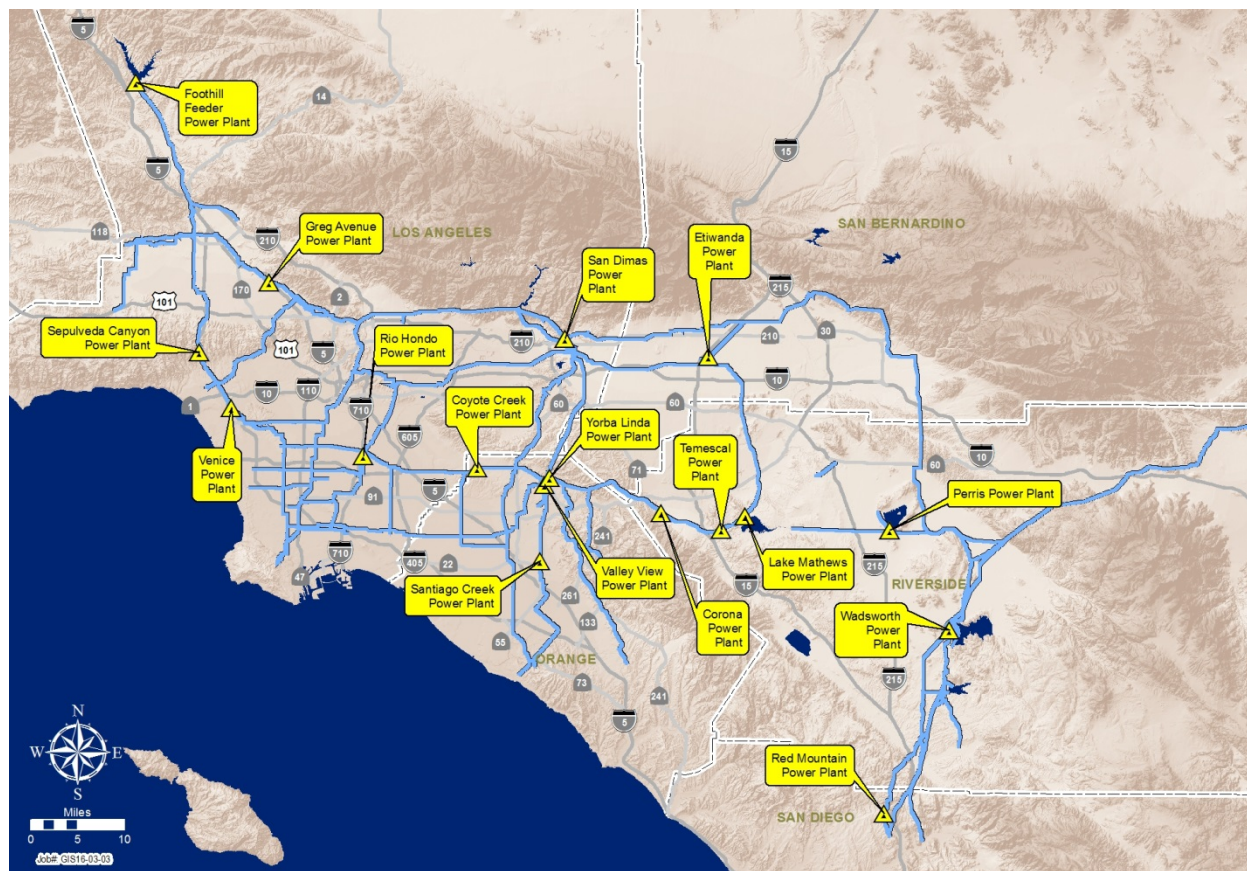 5
Foothill
Feeder
Power Plant
14
15
5
118
Greg Avenue
Power Plant
LOS ANGELES
210
SAN BERNARDINO
Etiwanda
Power
Plant
San Dimas
Power
Plant
215
170
2
101
Sepulveda Canyon
Power Plant
101
5
Rio Hondo
Power Plant
210
210
30
10
1
10
110
710
605
60
60
Coyote Creek
Power Plant
Yorba Linda
Power Plant
Venice
Power
Plant
71
Temescal
Power
Plant
60
10
91
5
Perris Power Plant
241
710
405
22
47
Santiago Creek
Power Plant
Valley View
Power Plant
Lake Mathews
Power Plant
215
15
RIVERSIDE
261
133
Corona
Power
Plant
Wadsworth
Power
Plant
55
ORANGE
73
241
215
5
N
W
E
S
Miles
0
5
10
Job#: GIS16-03-03
Red Mountain
Power Plant
SAN DIEGO